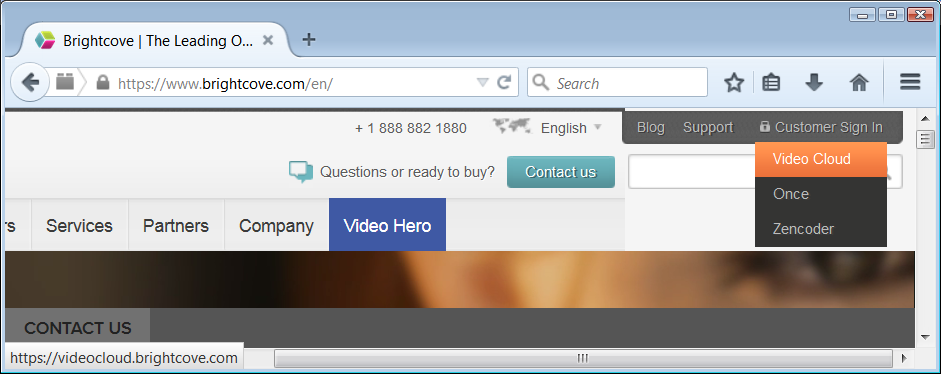 Brightcove | The Leading O...
https://www.brightcove.com/en/
Search
+ 1 888 882 1880
English
Blog
Support
Customer Sign In
Questions or ready to buy?
Contact us
Video Cloud
Once
Zencoder
rs
Services
Partners
Company
Video Hero
CONTACT US
https://videocloud.brightcove.com